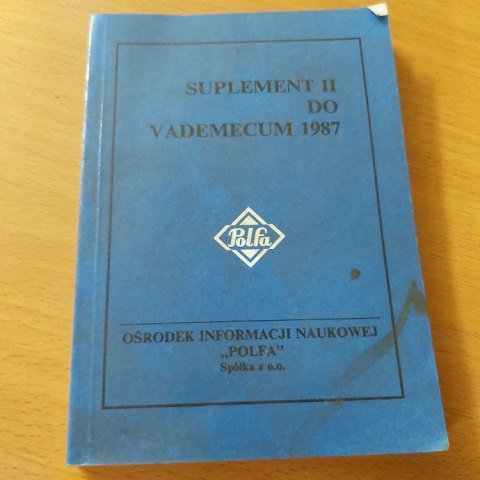 SUPLEMENT II
DO
VADEMECUM 1987
Polfa
OŚRODEK INFORMACJI NAUKOWEJ
„POLFA”
Spółka z o.o.